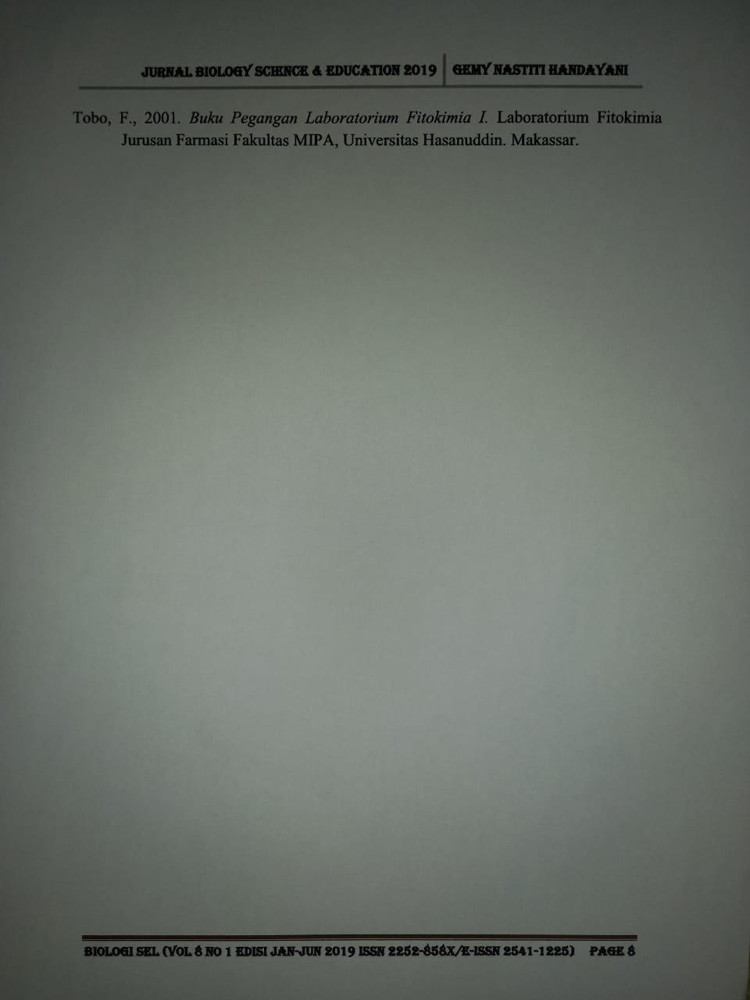 JURNAL BIOLOGY SCIENCE & EDUCATION 2019 GEMY NASTITI HANDAYANI
Tobo, F., 2001. Buku Pegangan Laboratorium Fitokimia I. Laboratorium Fitokimia
Jurusan Farmasi Fakultas MIPA, Universitas Hasanuddin. Makassar.
BIOLOGI SEL (VOL 8 NO 1 EDISI JAN-JUN 2019 ISSN 2252-858X/E-ISSN 2541-1225) PAGE 8